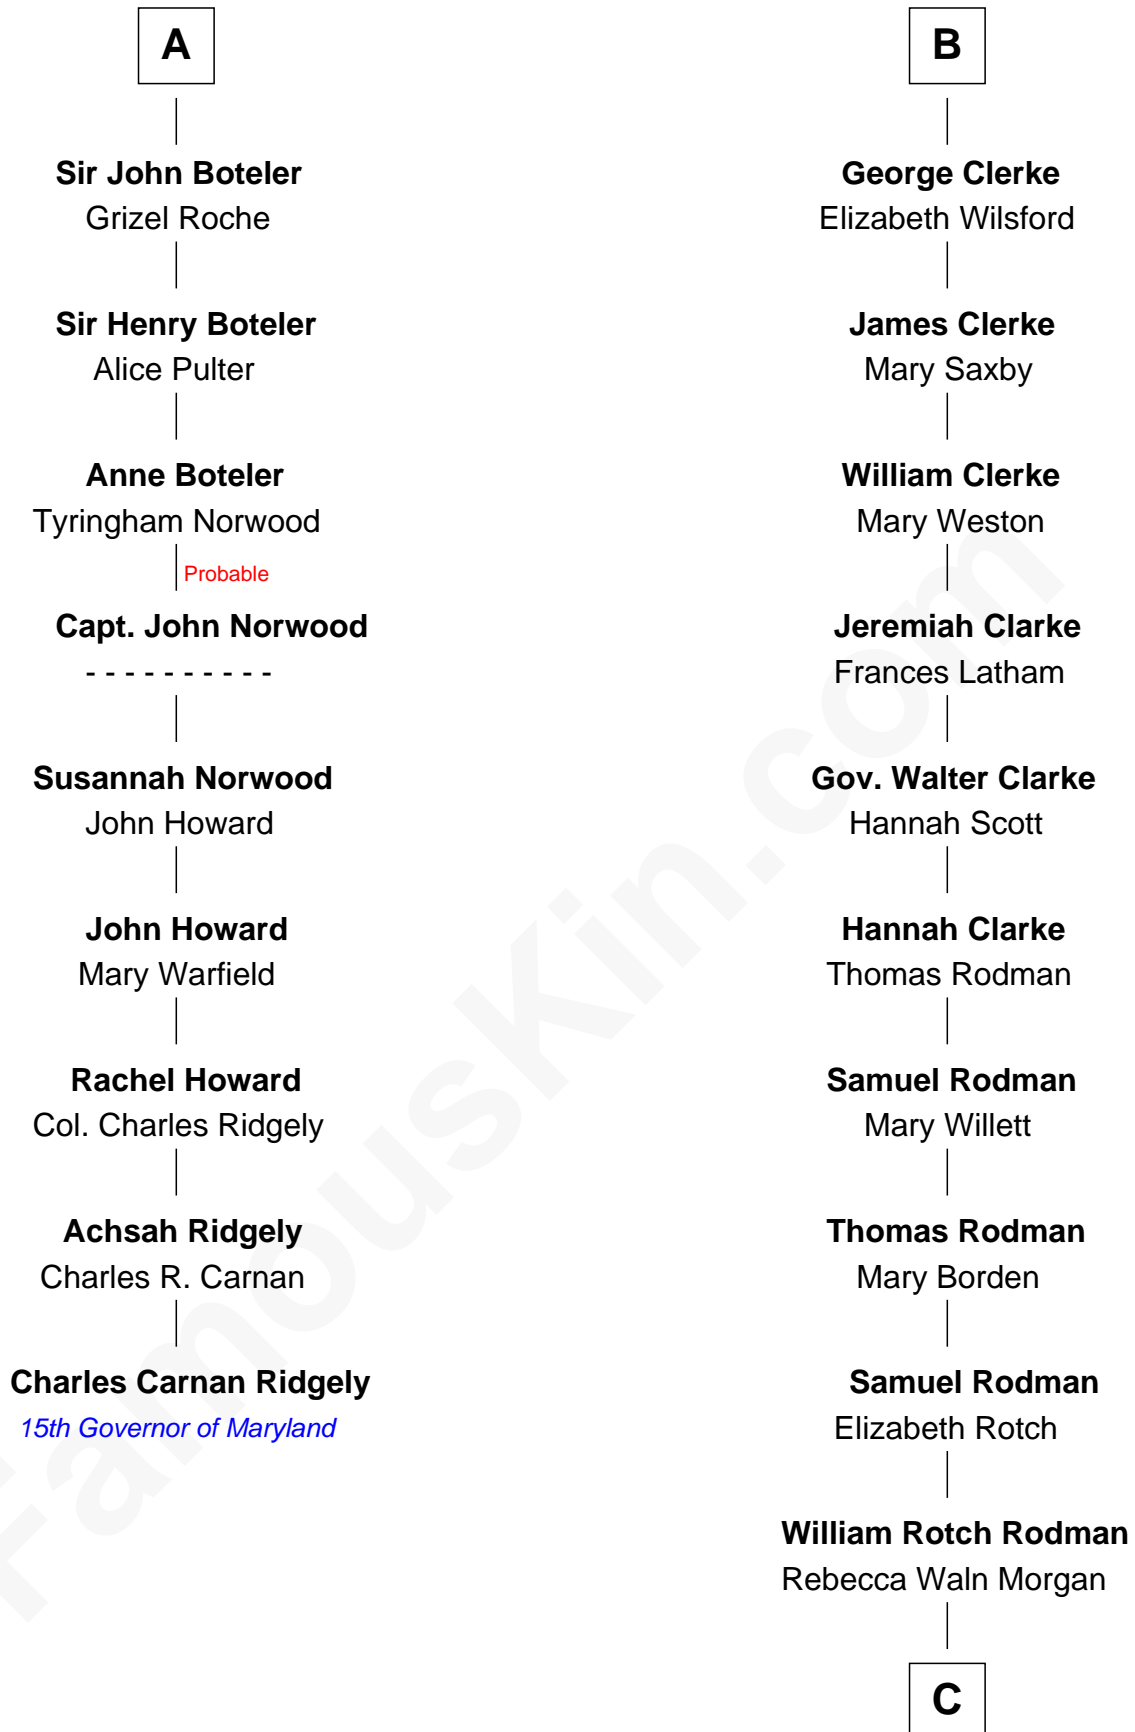 A
Sir John Boteler
Grizel Roche
Sir Henry Boteler
Alice Pulter
Anne Boteler
Tyringham Norwood
Probable
Capt. John Norwood
- - - - - - - - - -
Susannah Norwood
John Howard
John Howard
Mary Warfield
Rachel Howard
Col. Charles Ridgely
Achsah Ridgely
Charles R. Carnan
Charles Carnan Ridgely
15th Governor of Maryland
B
George Clerke
Elizabeth Wilsford
James Clerke
Mary Saxby
William Clerke
Mary Weston
Jeremiah Clarke
Frances Latham
Gov. Walter Clarke
Hannah Scott
Hannah Clarke
Thomas Rodman
Samuel Rodman
Mary Willett
Thomas Rodman
Mary Borden
Samuel Rodman
Elizabeth Rotch
William Rotch Rodman
Rebecca Waln Morgan
C
FamousKin.com